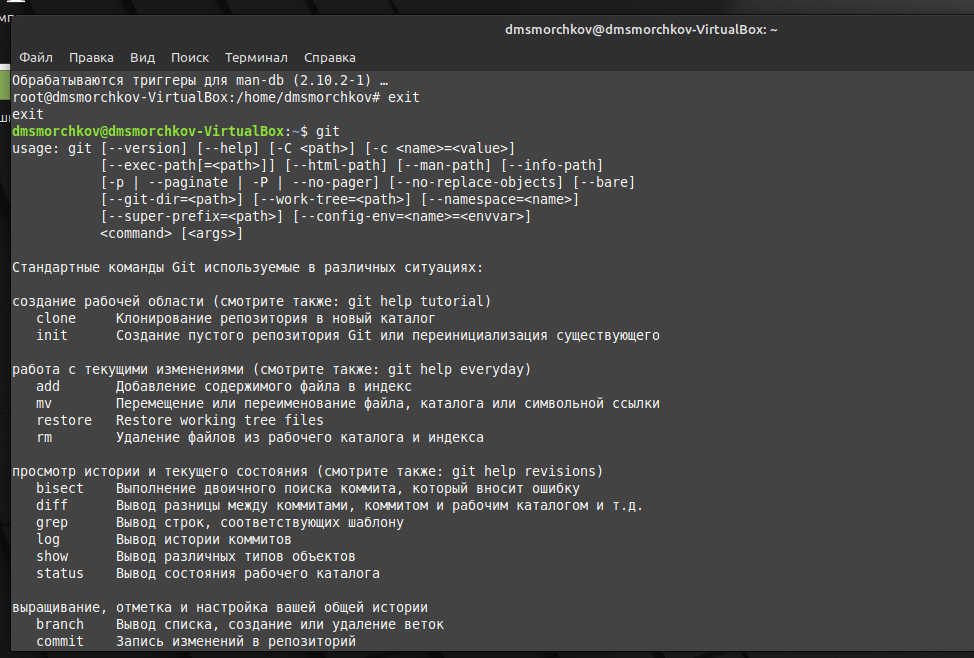 dmsmorchkov@dmsmorchkov-VirtualBox: ~
Файл Правка Вид Поиск Терминал Справка
Обрабатываются триггеры для man-db (2.10.2-1) …
root@dmsmorchkov-VirtualBox:/home/dmsmorchkov# exit
exit
dmsmorchkov@dmsmorchkov-VirtualBox:~$ git
usage: git [--version] [--help] [-C <path>] [-c <name>=<value>]
           [--exec-path[=<path>]] [--html-path] [--man-path] [--info-path]
           [-p | --paginate | -P | --no-pager] [--no-replace-objects] [--bare]
           [--git-dir=<path>] [--work-tree=<path>] [--namespace=<name>]
           [--super-prefix=<path>] [--config-env=<name>=<envvar>]
           <command> [<args>]
Стандартные команды Git используемые в различных ситуациях:
создание рабочей области (смотрите также: git help tutorial)
   clone     Клонирование репозитория в новый каталог
   init      Создание пустого репозитория Git или переинициализация существующего
работа с текущими изменениями (смотрите также: git help everyday)
   add       Добавление содержимого файла в индекс
   mv        Перемещение или переименование файла, каталога или символьной ссылки
   restore   Restore working tree files
   rm        Удаление файлов из рабочего каталога и индекса
просмотр истории и текущего состояния (смотрите также: git help revisions)
   bisect    Выполнение двоичного поиска коммита, который вносит ошибку
   diff      Вывод разницы между коммитами, коммитом и рабочим каталогом и т.д.
   grep      Вывод строк, соответствующих шаблону
   log       Вывод истории коммитов
   show      Вывод различных типов объектов
   status    Вывод состояния рабочего каталога
выращивание, отметка и настройка вашей общей истории
   branch    Вывод списка, создание или удаление веток
   commit    Запись изменений в репозиторий